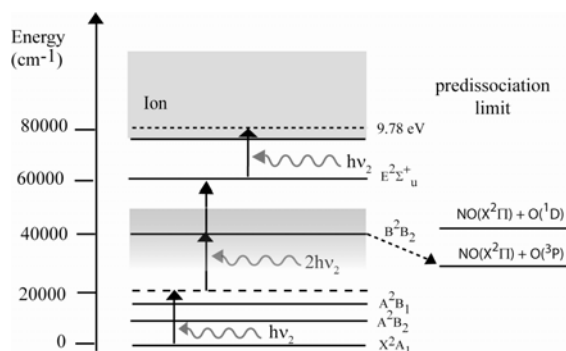 Energy
(cm-1)
80000
60000
40000
20000
0
Ion
hν₂
2hν₂
hν₂
9.78 eV
E²Σ⁺ᵤ
B²B₂
A²B₁
A²B₂
X²A₁
predissociation
limit
NO(X²Π) + O(¹D)
NO(X²Π) + O(³P)